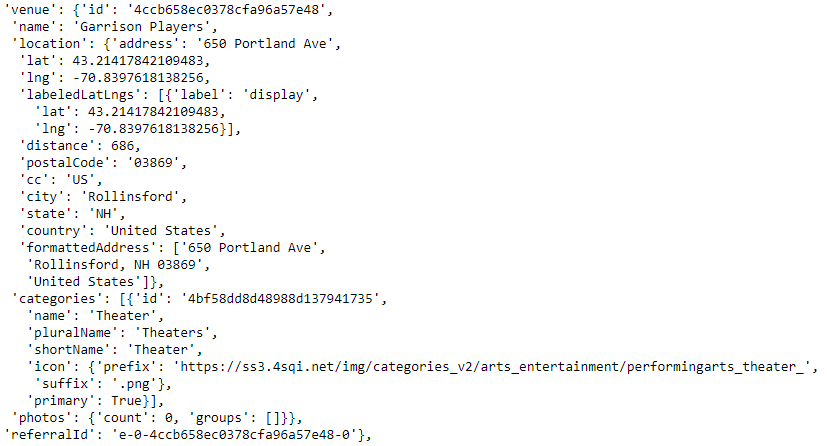 'venue': {'id': '4ccb658ec0378cfa96a57e48',
'name': 'Garrison Players',
'location': {'address': '650 Portland Ave',
'lat': 43.21417842109483,
'lng': -70.8397618138256,
'labeledLatLngs': [{'label': 'display',
'lat': 43.21417842109483,
'lng': -70.8397618138256}],
'distance': 686,
'postalCode': '03869',
'cc': 'US',
'city': 'Rollinsford',
'state': 'NH',
'country': 'United States',
'formattedAddress': ['650 Portland Ave',
'Rollinsford, NH 03869',
'United States']},
'categories': [{'id': '4bf58dd8d48988d137941735',
'name': 'Theater',
'pluralName': 'Theaters',
'shortName': 'Theater',
'icon': {'prefix': 'https://ss3.4sqi.net/img/categories_v2/arts_entertainment/performingarts_theater_',
'suffix': '.png'},
'primary': True}],
'photos': {'count': 0, 'groups': []}},
'referralId': 'e-0-4ccb658ec0378cfa96a57e48-0'},